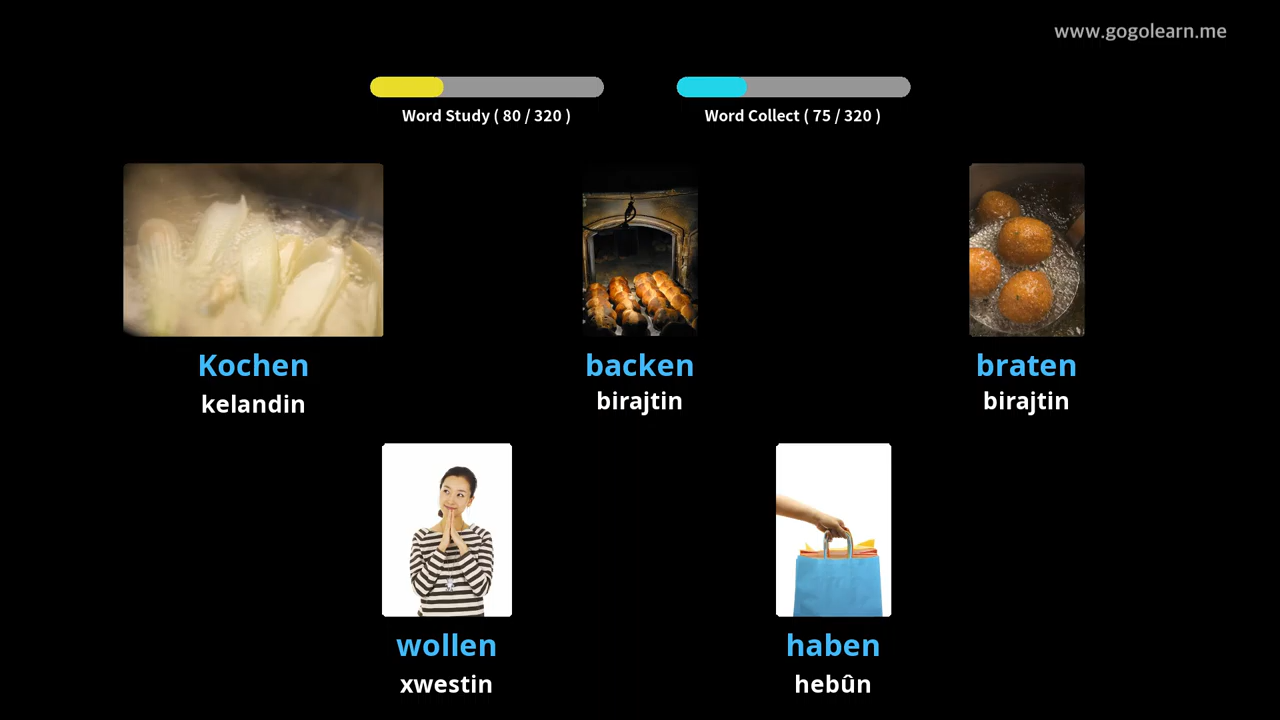 www.gogolearn.me
Word Study ( 80 / 320 )
Word Collect ( 75 / 320 )
Kochen
kelandin
backen
birajtin
braten
birajtin
wollen
xwestin
haben
hebûn